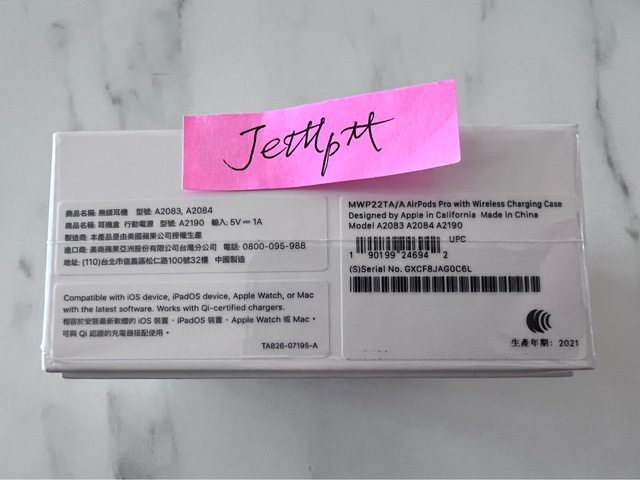 JettMptt
商品名稱: 無線耳機 型號: A2083, A2084
商品名稱: 耳機盒 行動電源 型號: A2190 輸入: 5V⎓1A
製造商: 本產品是由美國蘋果公司授權生產
進口商: 美商蘋果亞洲股份有限公司台灣分公司 電話: 0800-095-988
地址: (110)台北市信義區松仁路100號32樓 中國製造
Compatible with iOS device, iPadOS device, Apple Watch, or Mac
with the latest software. Works with Qi-certified chargers.
相容於安裝最新軟體的 iOS 裝置、iPadOS 裝置、Apple Watch 或 Mac。
可與 Qi 認證的充電器搭配使用。
TA826-07195-A
MWP22TA/A AirPods Pro with Wireless Charging Case
Designed by Apple in California Made in China
Model A2083 A2084 A2190
UPC
1 90199 24694 2
(S)Serial No. GXCF8JAG0C6L
生產年期: 2021